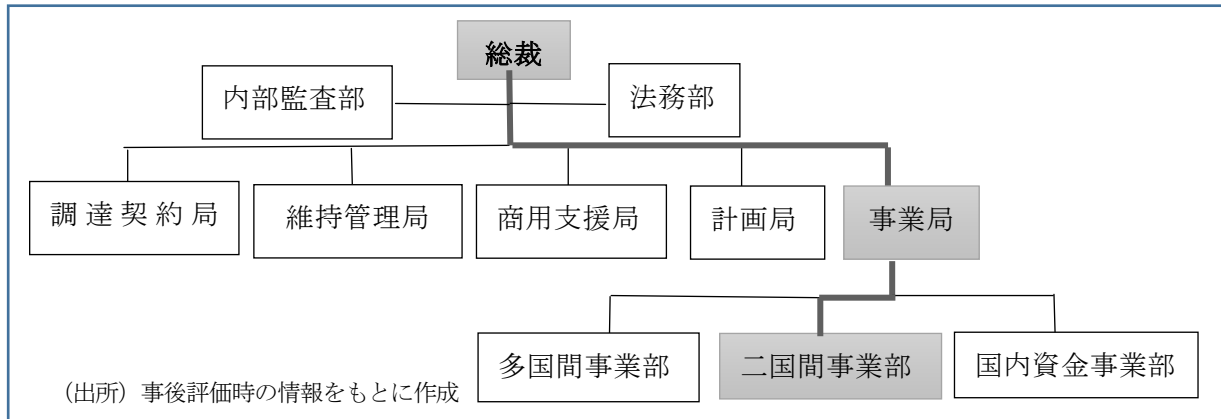 総裁
内部監査部
法務部
調達契約局
維持管理局
商用支援局
計画局
事業局
多国間事業部
二国間事業部
国内資金事業部
（出所）事後評価時の情報をもとに作成